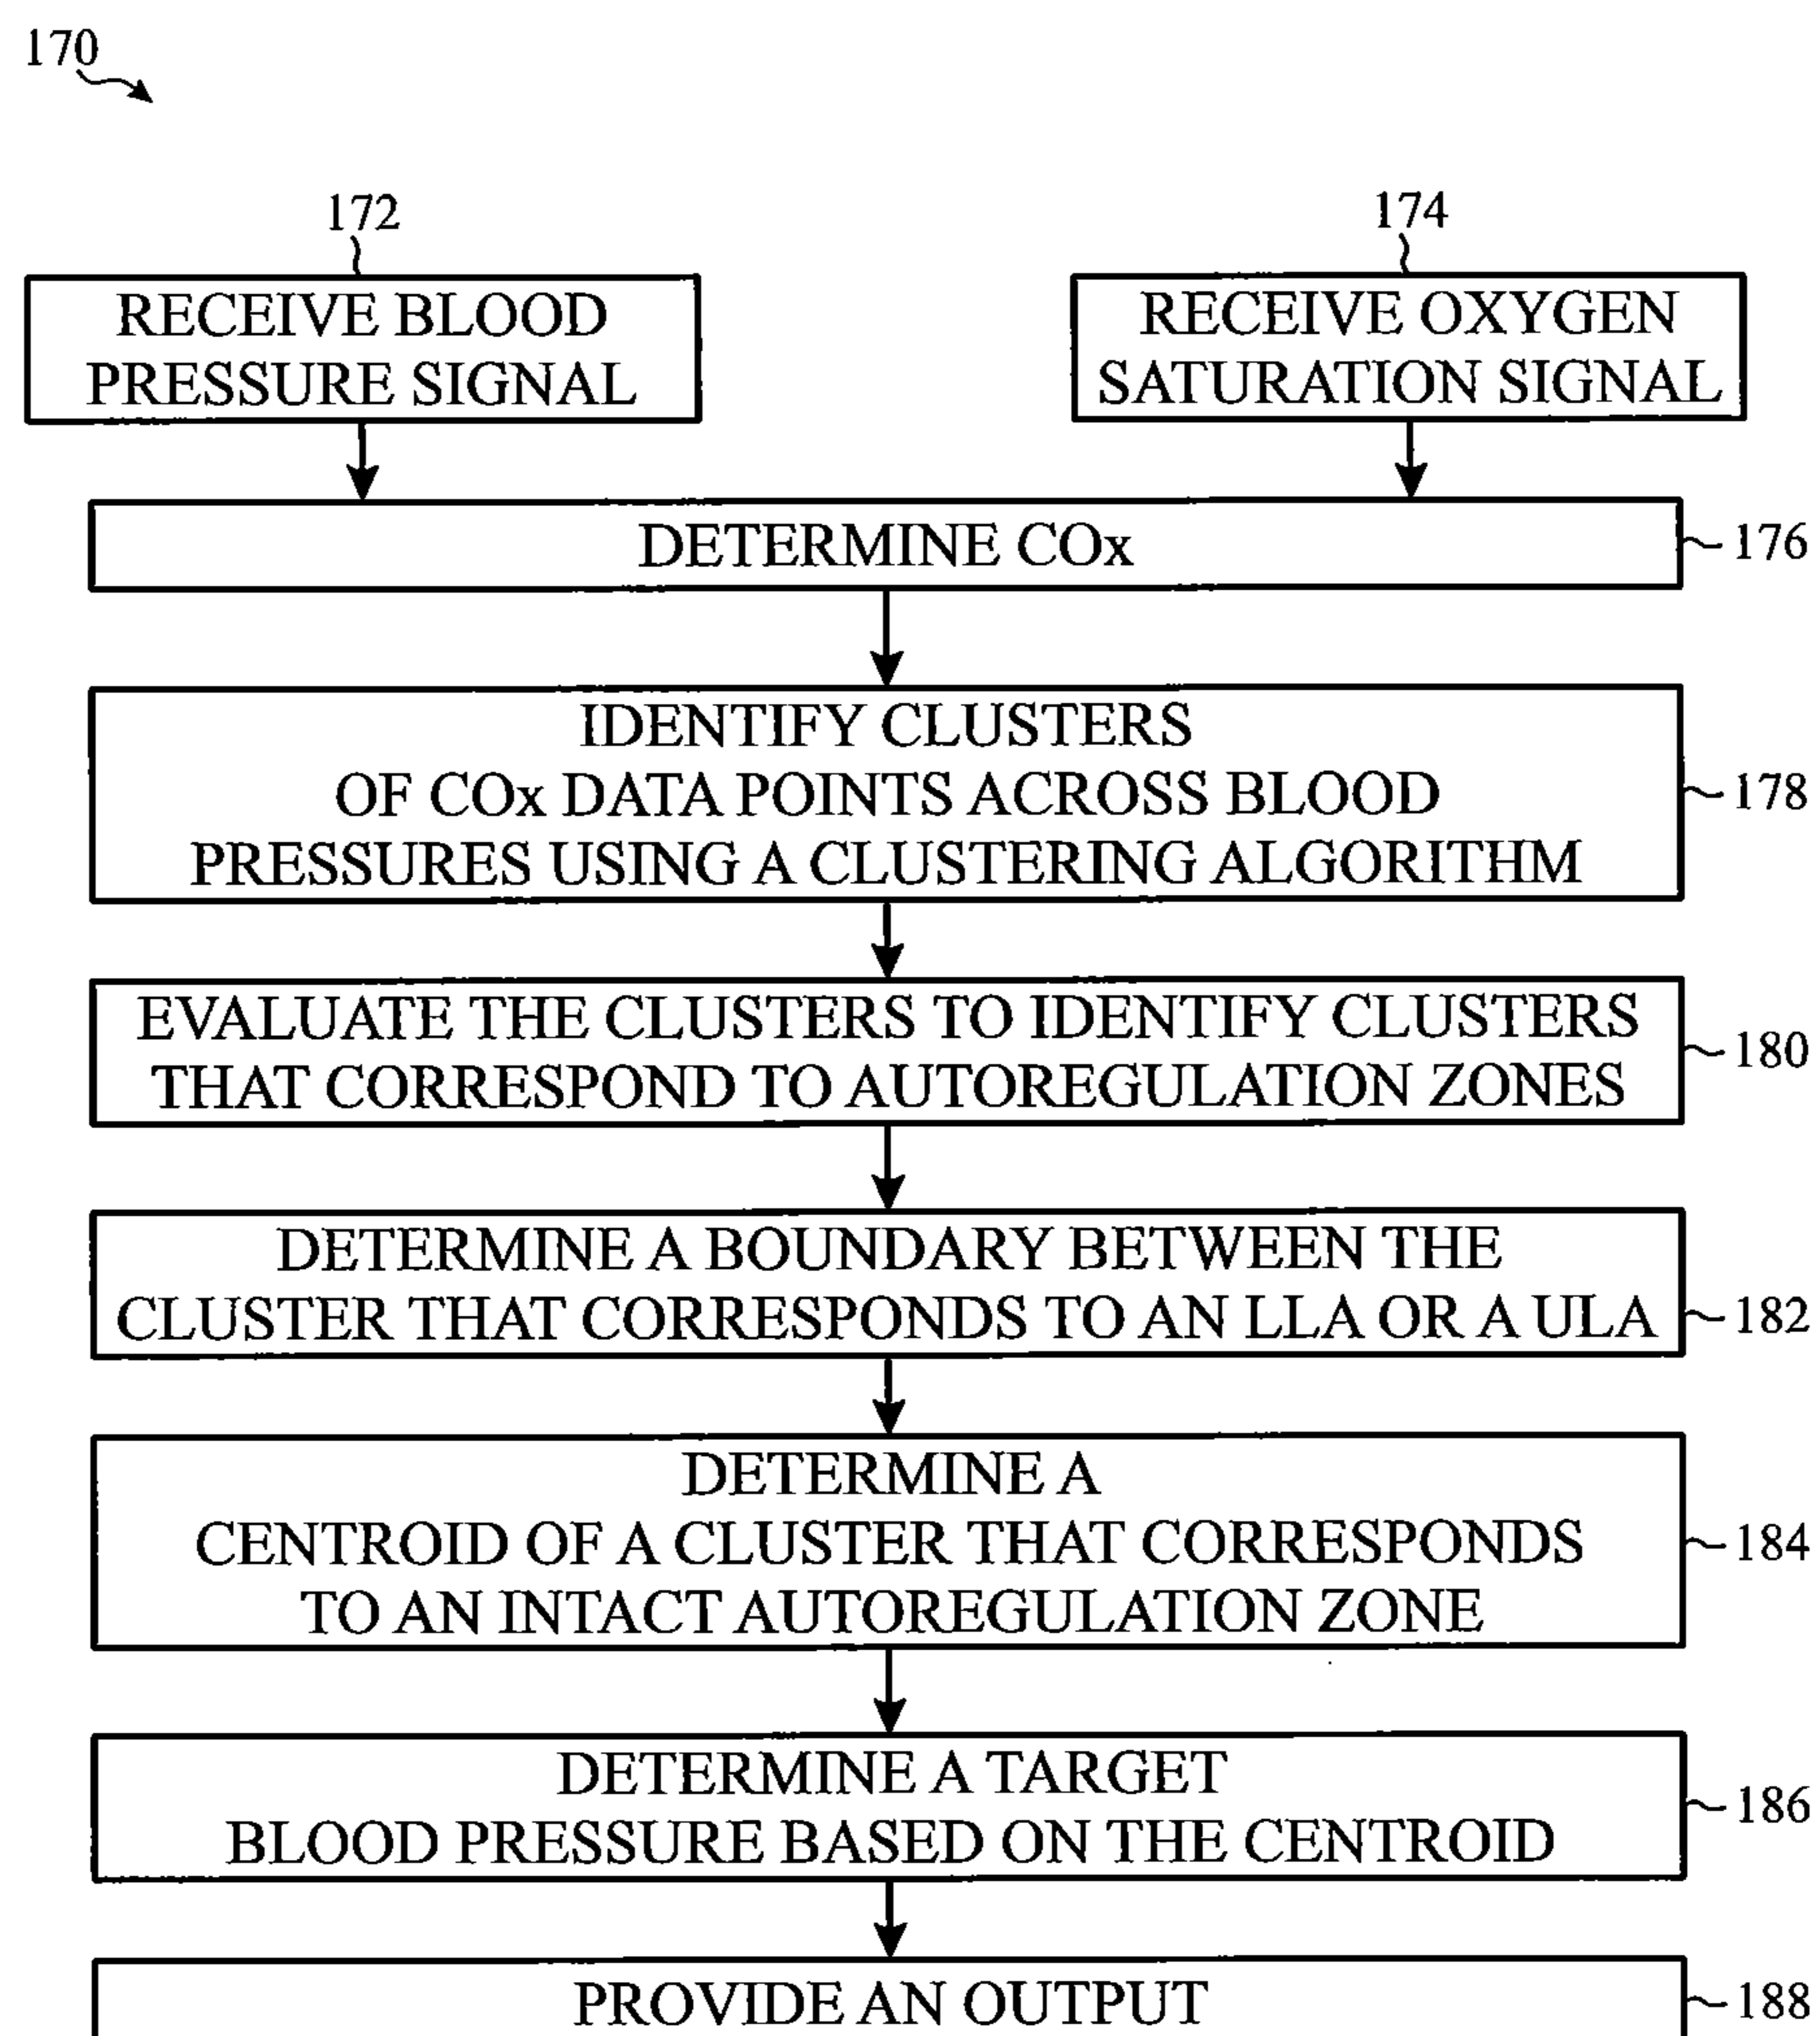 170
172
174
RECEIVE BLOOD
PRESSURE SIGNAL
RECEIVE OXYGEN
SATURATION SIGNAL
DETERMINE COx
176
IDENTIFY CLUSTERS
OF COx DATA POINTS ACROSS BLOOD
PRESSURES USING A CLUSTERING ALGORITHM
178
EVALUATE THE CLUSTERS TO IDENTIFY CLUSTERS
THAT CORRESPOND TO AUTOREGULATION ZONES
180
DETERMINE A BOUNDARY BETWEEN THE
CLUSTER THAT CORRESPONDS TO AN LLA OR A ULA
182
DETERMINE A
CENTROID OF A CLUSTER THAT CORRESPONDS
TO AN INTACT AUTOREGULATION ZONE
184
DETERMINE A TARGET
BLOOD PRESSURE BASED ON THE CENTROID
186
PROVIDE AN OUTPUT
188